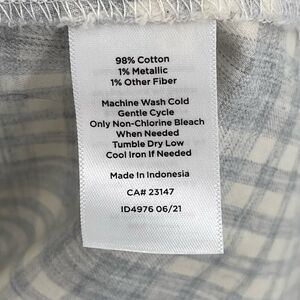 98% Cotton
1% Metallic
1% Other Fiber
Machine Wash Cold
Gentle Cycle
Only Non-Chlorine Bleach
When Needed
Tumble Dry Low
Cool Iron If Needed
Made In Indonesia
CA# 23147
ID4976 06/21